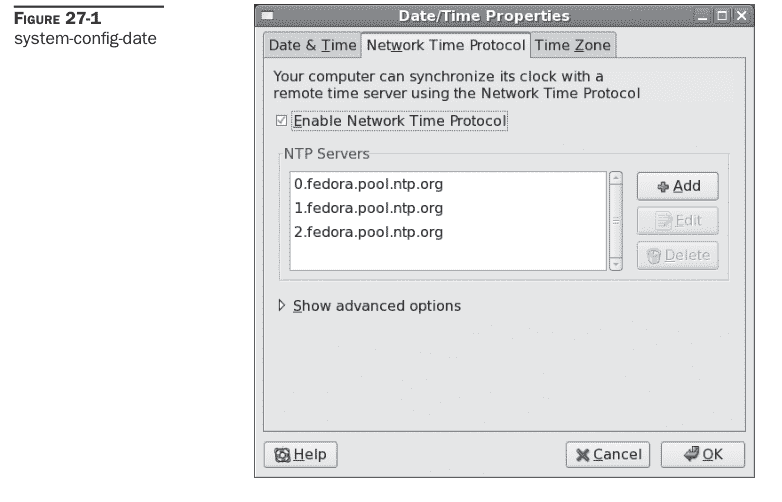 FIGURE 27-1
system-config-date
Date/Time Properties
Date & Time
Network Time Protocol
Time Zone
Your computer can synchronize its clock with a
remote time server using the Network Time Protocol
Enable Network Time Protocol
NTP Servers
0.fedora.pool.ntp.org
1.fedora.pool.ntp.org
2.fedora.pool.ntp.org
Add
Edit
Delete
Show advanced options
Help
Cancel
OK